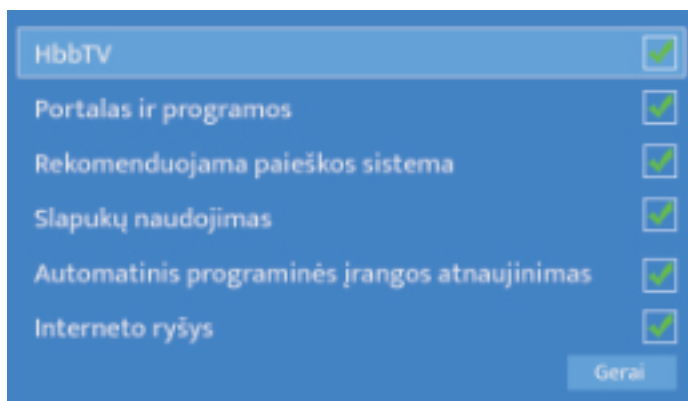 HbbTV
Portalas ir programos
Rekomenduojama paieškos sistema
Slapukų naudojimas
Automatinis programinės įrangos atnaujinimas
Interneto ryšys
Gerai